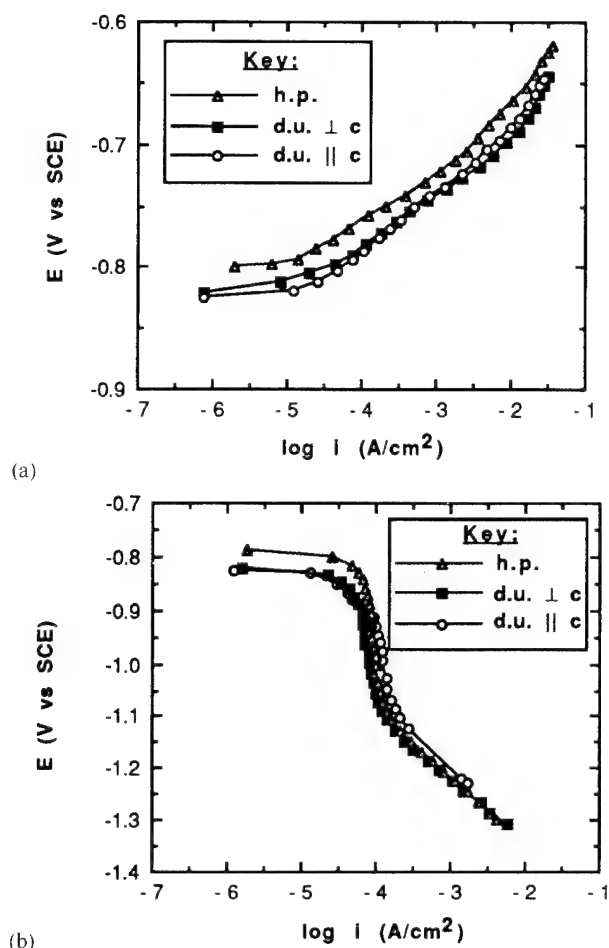 -0.6
-0.7
-0.8
-0.9
E (V vs SCE)
Key:
h.p.
d.u. ⊥ c
d.u. || c
-7 -6 -5 -4 -3 -2 -1
log i (A/cm²)
(a)
-0.7
-0.8
-0.9
-1.0
-1.1
-1.2
-1.3
-1.4
E (V vs SCE)
Key:
h.p.
d.u. ⊥ c
d.u. || c
-7 -6 -5 -4 -3 -2 -1
log i (A/cm²)
(b)